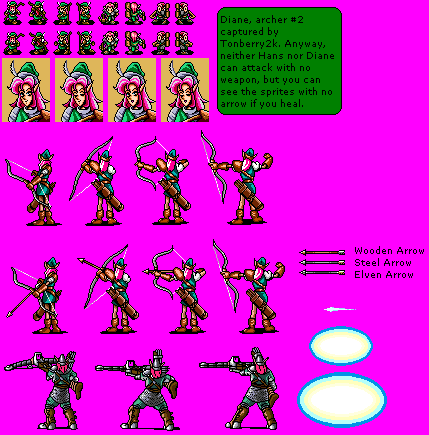 Diane, archer #2
captured by
Tonberry2k. Anyway,
neither Hans nor Diane
can attack with no
weapon, but you can
see the sprites with no
arrow if you heal.
Wooden Arrow
Steel Arrow
Elven Arrow